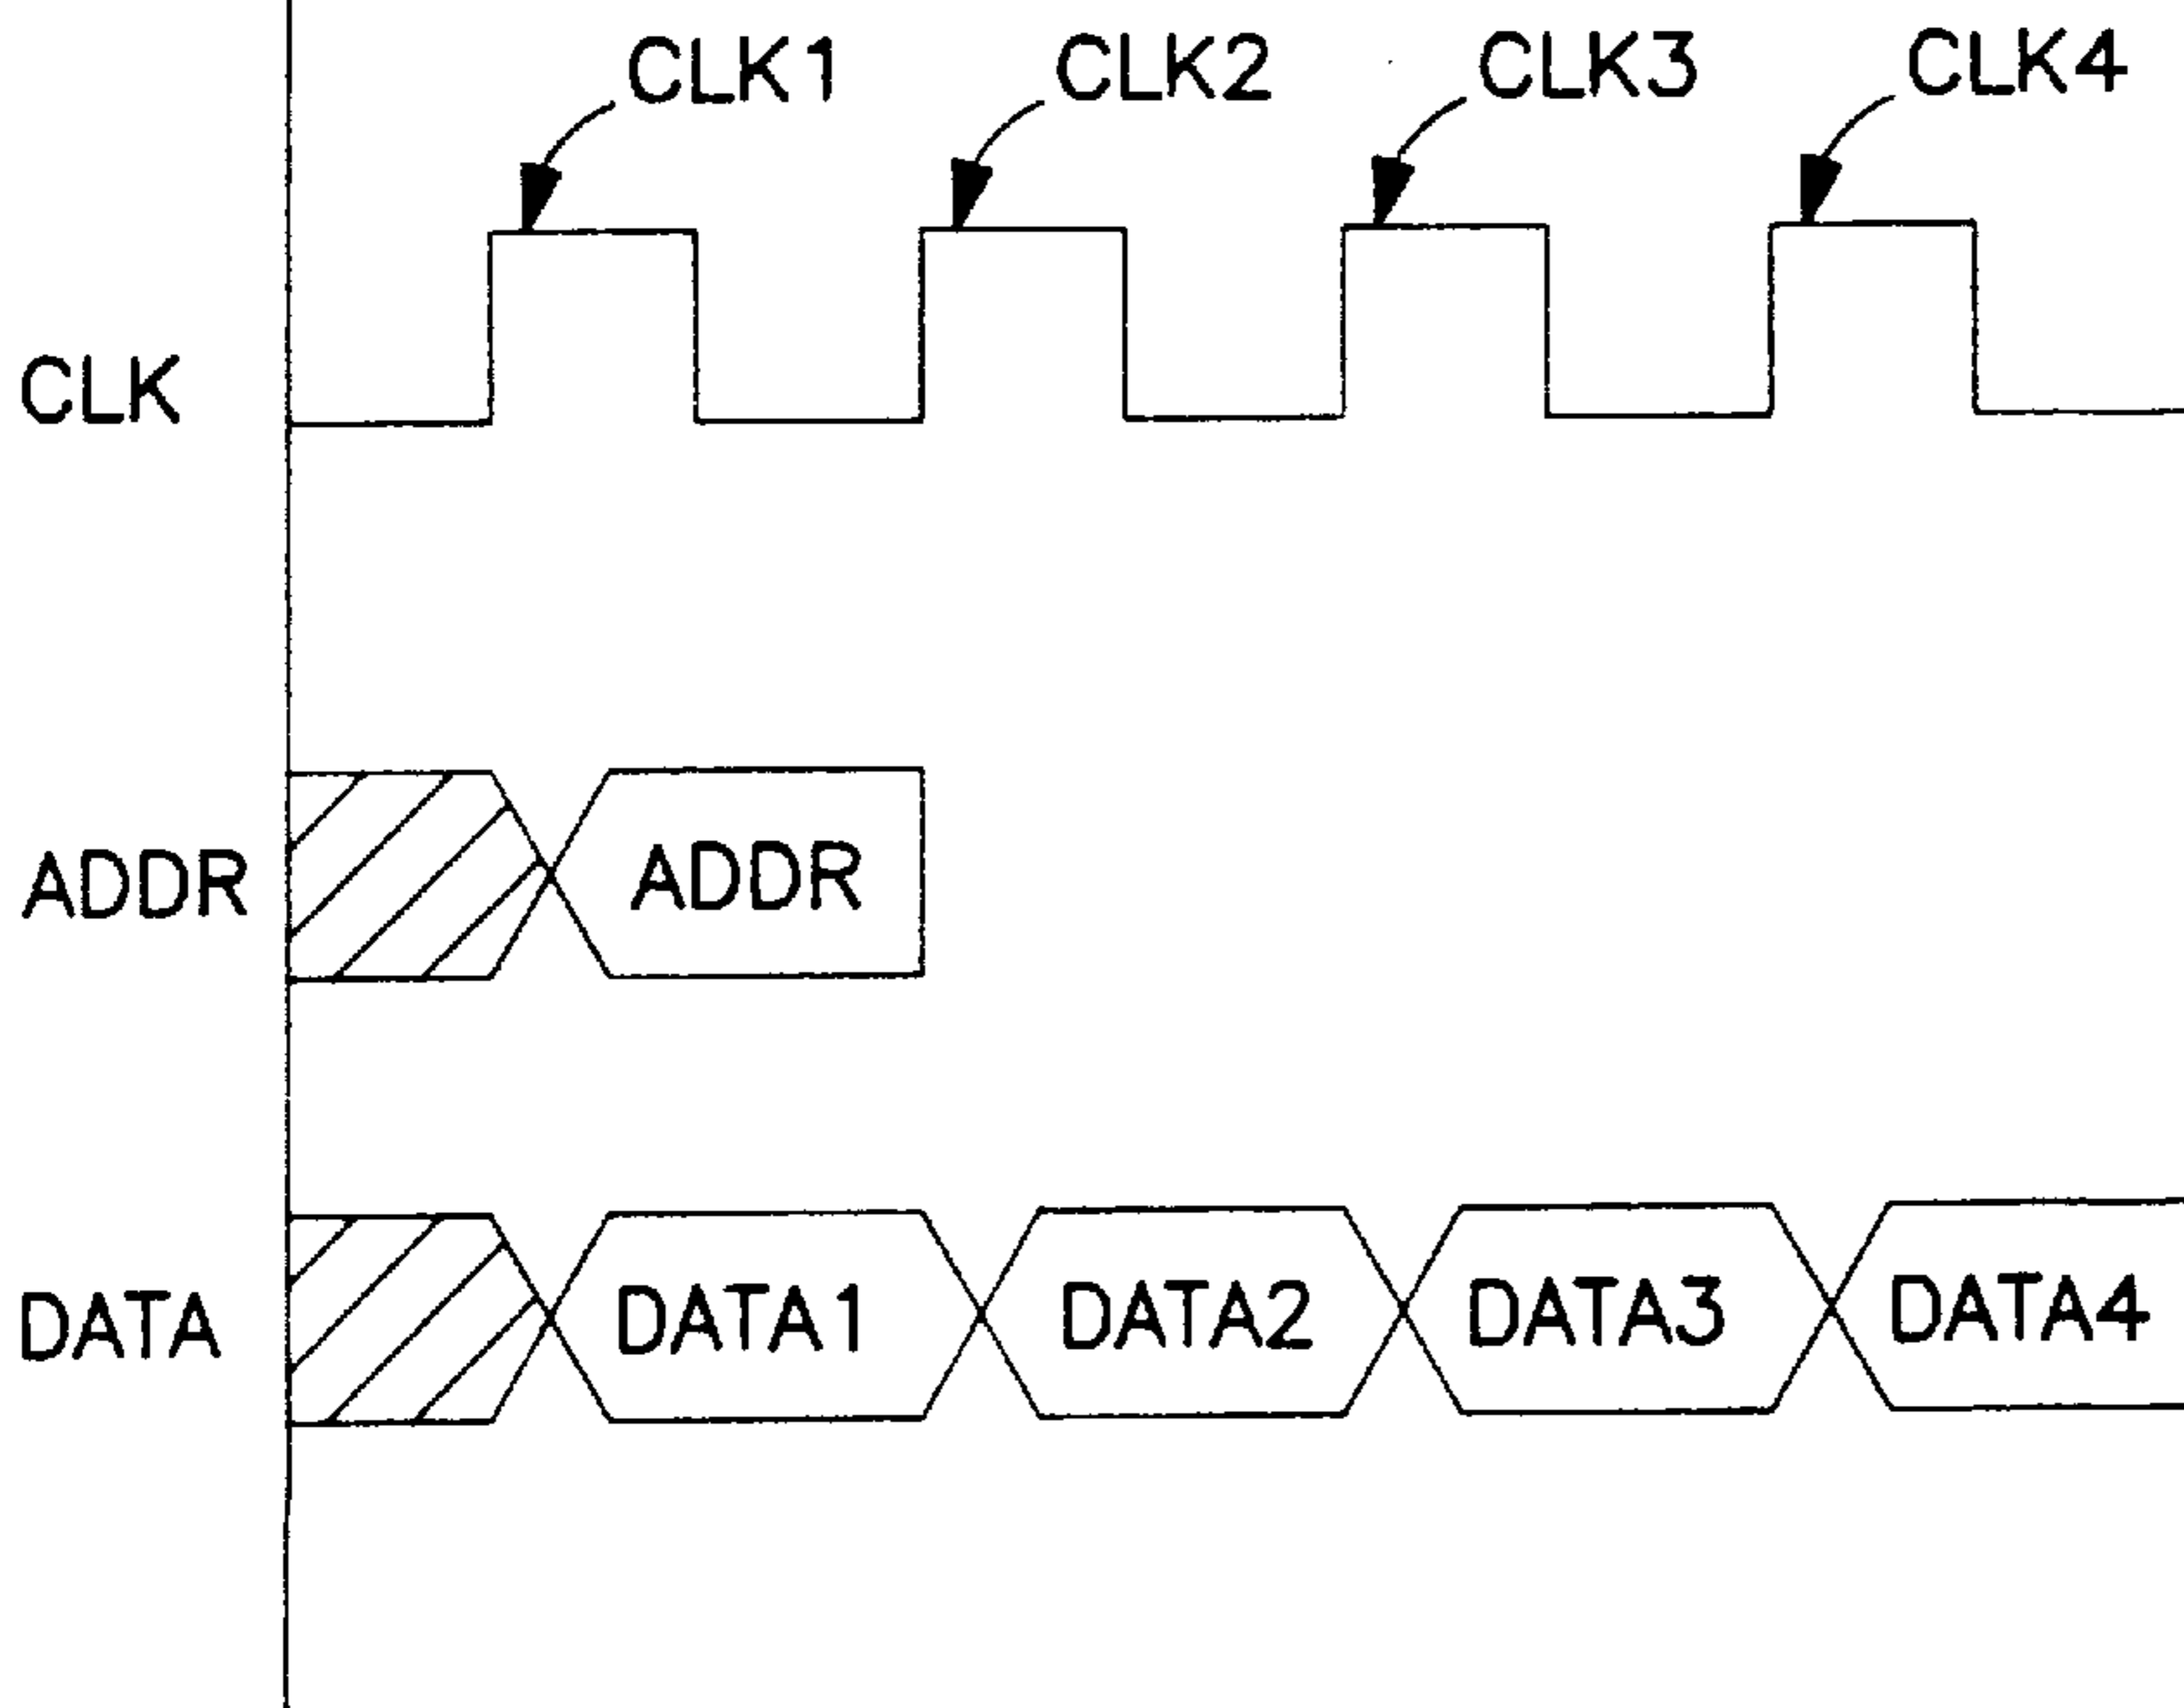 CLK1 CLK2 CLK3 CLK4
CLK
ADDR ADDR
DATA DATA1 DATA2 DATA3 DATA4